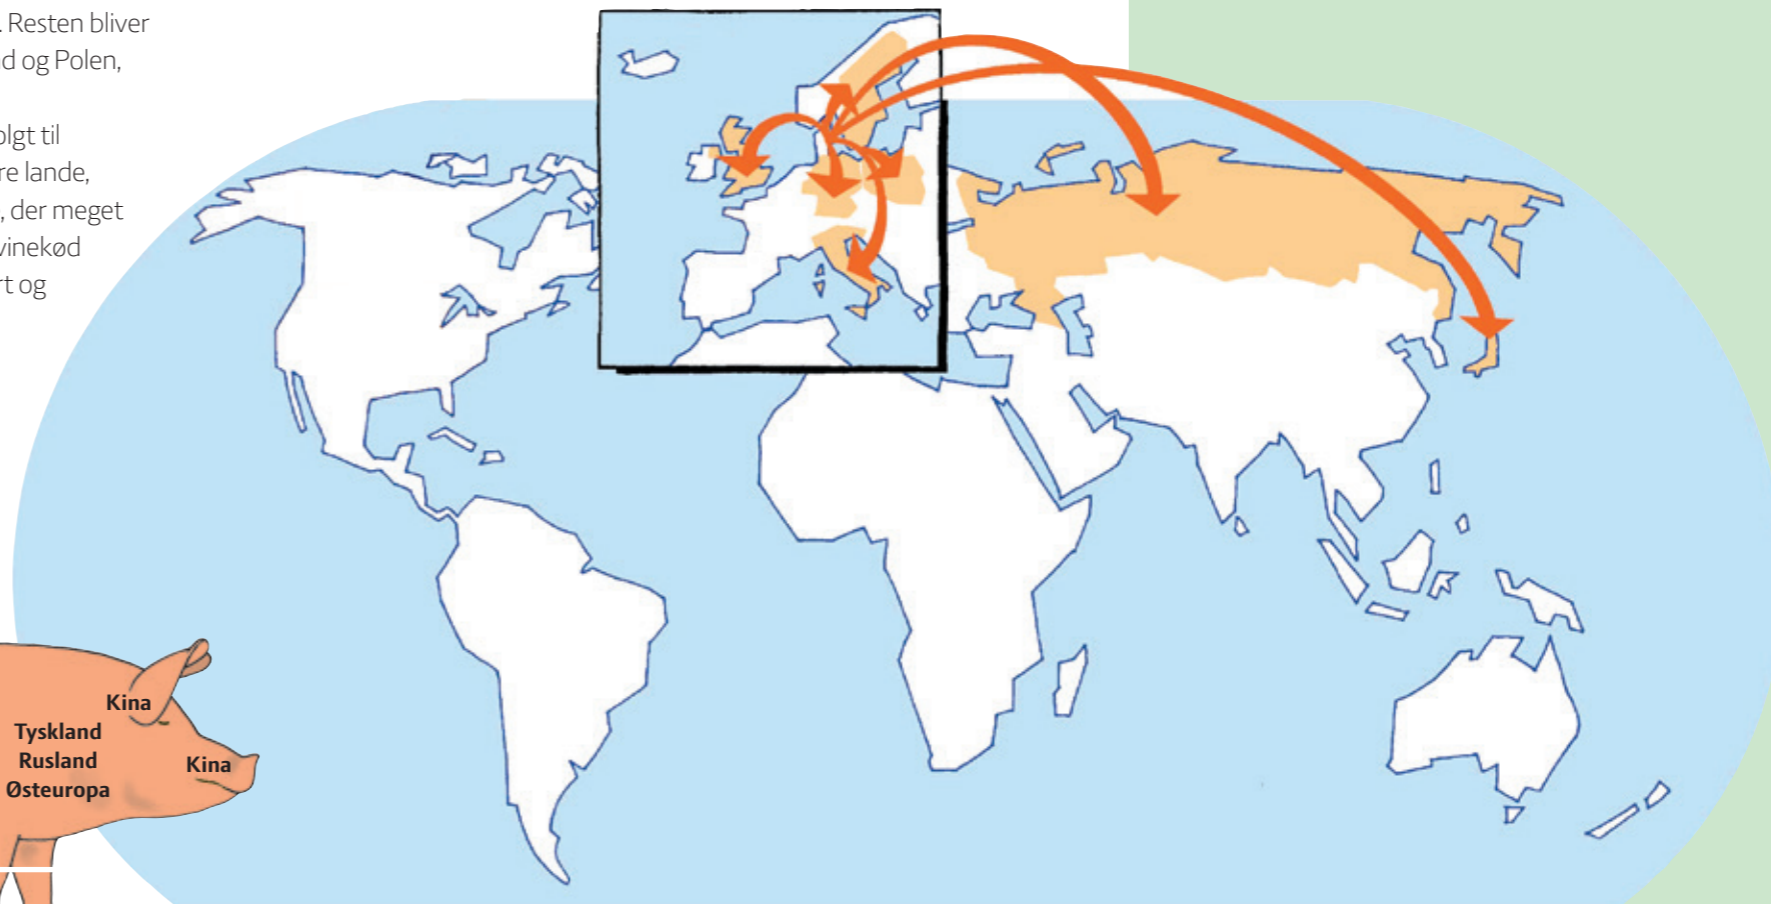 . Resten bliver
d og Polen,
olgt til
re lande,
, der meget
vinekød
rt og
Kina
Tyskland
Rusland
Kina
Østeuropa